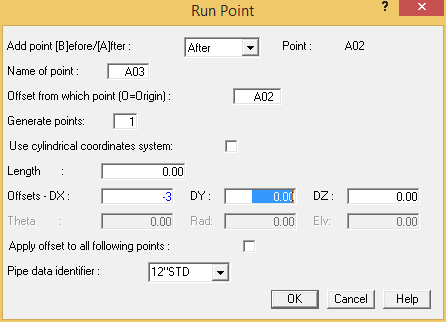 Run Point
? ×
Add point [B]efore/[A]fter : After Point : A02
Name of point : A03
Offset from which point (O=Origin) : A02
Generate points: 1
Use cylindrical coordinates system:
Length : 0.00
Offsets - DX : -3 DY : 0.00 DZ : 0.00
Theta : 0.00 Rad: 0.00 Elv: 0.00
Apply offset to all following points :
Pipe data identifier : 12"STD
OK Cancel Help